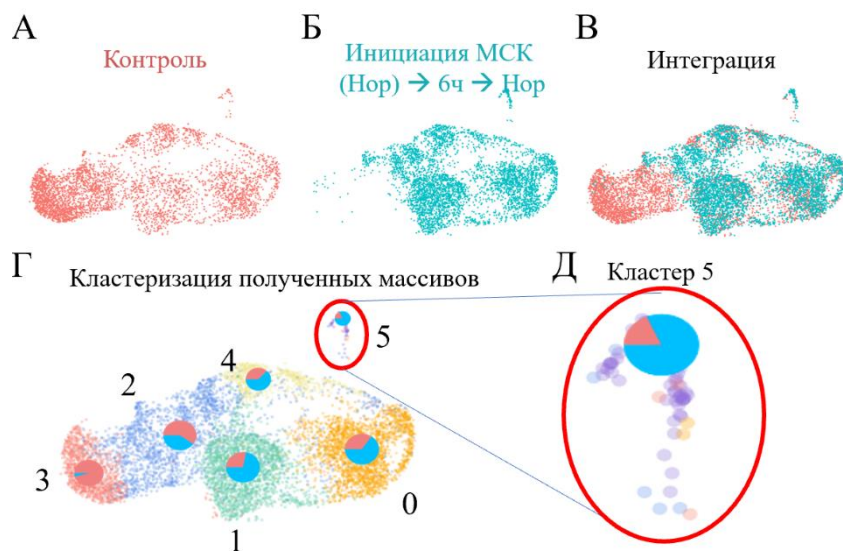 А
Контроль
Б
Инициация МСК
(Нор) → 6ч → Нор
В
Интеграция
Г
Кластеризация полученных массивов
Д
Кластер 5
5
4
2
3
1
0